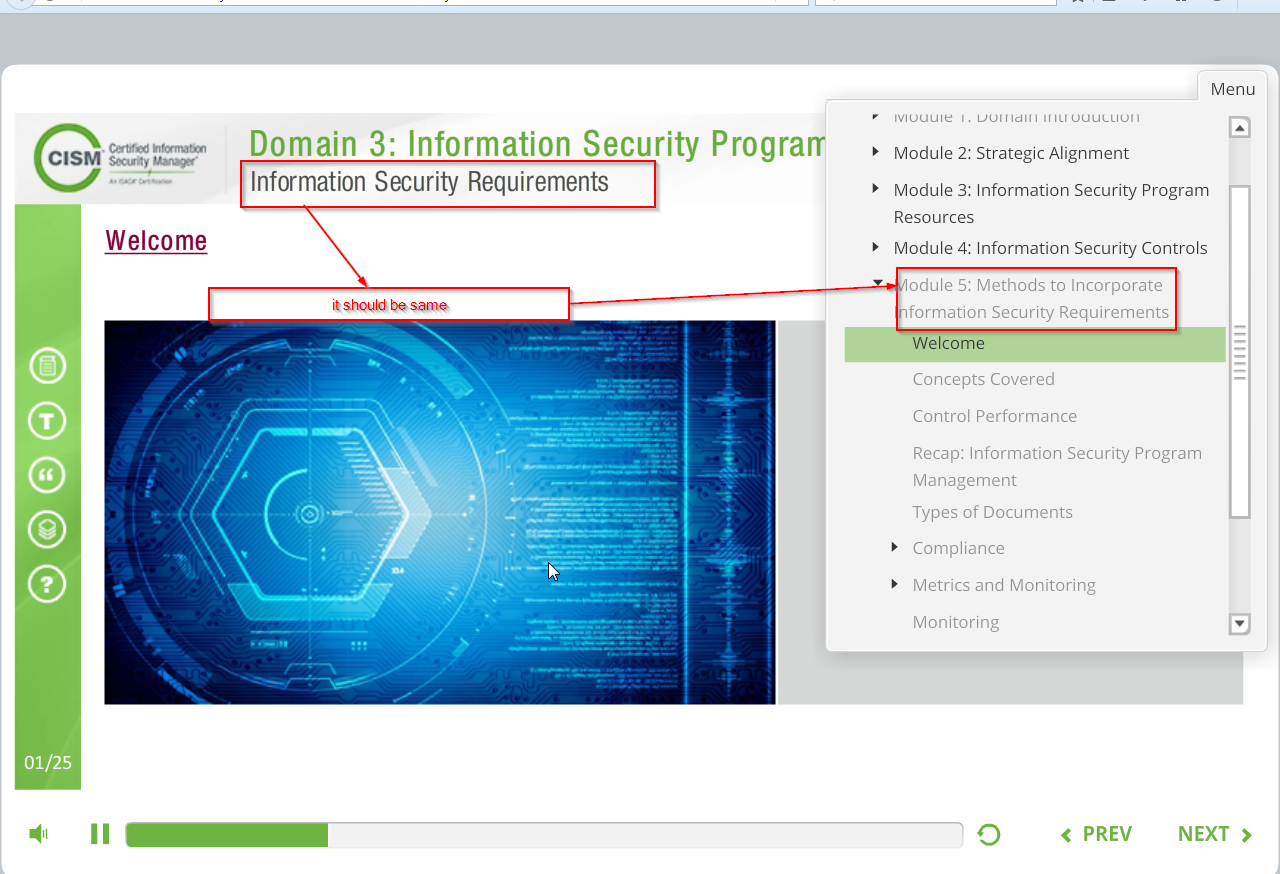 Menu
CISM
Certified Information
Security Manager®
An ISACA® Certification
Domain 3: Information Security Program
Information Security Requirements
Welcome
it should be same
Module 1: Domain Introduction
Module 2: Strategic Alignment
Module 3: Information Security Program
Resources
Module 4: Information Security Controls
Module 5: Methods to Incorporate
Information Security Requirements
Welcome
Concepts Covered
Control Performance
Recap: Information Security Program
Management
Types of Documents
Compliance
Metrics and Monitoring
Monitoring
T
“
?
01/25
PREV
NEXT